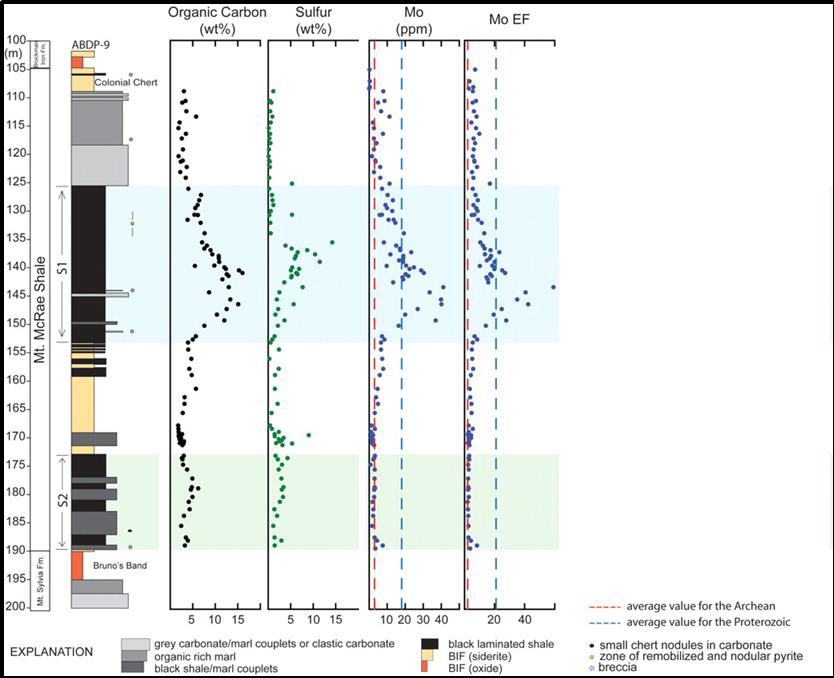 Organic Carbon
(wt%)
Sulfur
(wt%)
Mo
(ppm)
Mo EF
100
(m)
105
110
115
120
125
130
135
140
145
150
155
160
165
170
175
180
185
190
195
200
Brockman
Iron Fm.
Mt. McRae Shale
Mt. Sylvia Fm.
ABDP-9
Colonial Chert
S1
S2
Bruno's Band
5 10 15
5 10 15
10 20 30 40
20 40
average value for the Archean
average value for the Proterozoic
EXPLANATION
grey carbonate/marl couplets or clastic carbonate
organic rich marl
black shale/marl couplets
black laminated shale
BIF (siderite)
BIF (oxide)
small chert nodules in carbonate
zone of remobilized and nodular pyrite
breccia